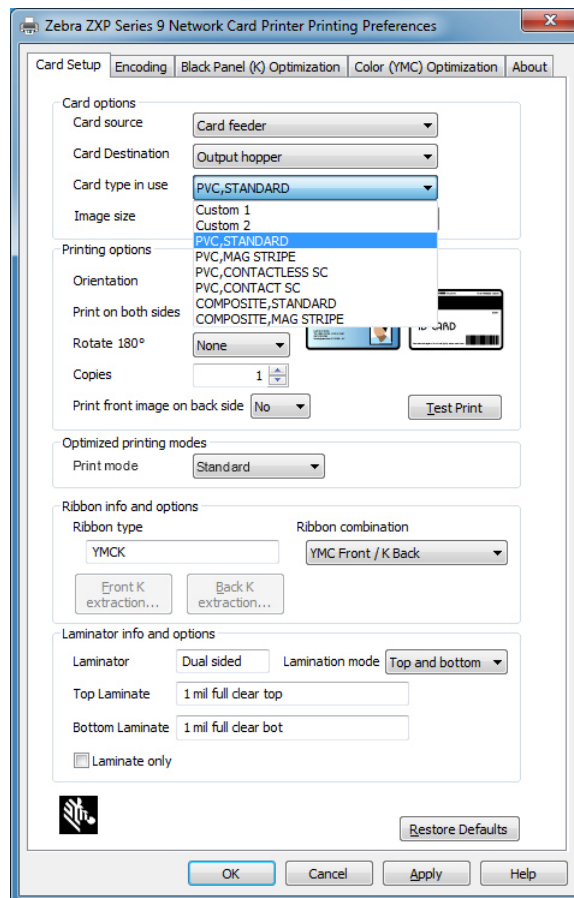 Zebra ZXP Series 9 Network Card Printer Printing Preferences
Card Setup Encoding Black Panel (K) Optimization Color (YMC) Optimization About
Card options
Card source Card feeder
Card Destination Output hopper
Card type in use PVC,STANDARD
Custom 1
Custom 2
PVC,STANDARD
PVC,MAG STRIPE
PVC,CONTACTLESS SC
PVC,CONTACT SC
COMPOSITE,STANDARD
COMPOSITE,MAG STRIPE
Image size
Printing options
Orientation
Print on both sides
ID CARD
Rotate 180° None
Copies 1
Print front image on back side No Test Print
Optimized printing modes
Print mode Standard
Ribbon info and options
Ribbon type Ribbon combination
YMCK YMC Front / K Back
Front K extraction... Back K extraction...
Laminator info and options
Laminator Dual sided Lamination mode Top and bottom
Top Laminate 1 mil full clear top
Bottom Laminate 1 mil full clear bot
Laminate only
Restore Defaults
OK Cancel Apply Help